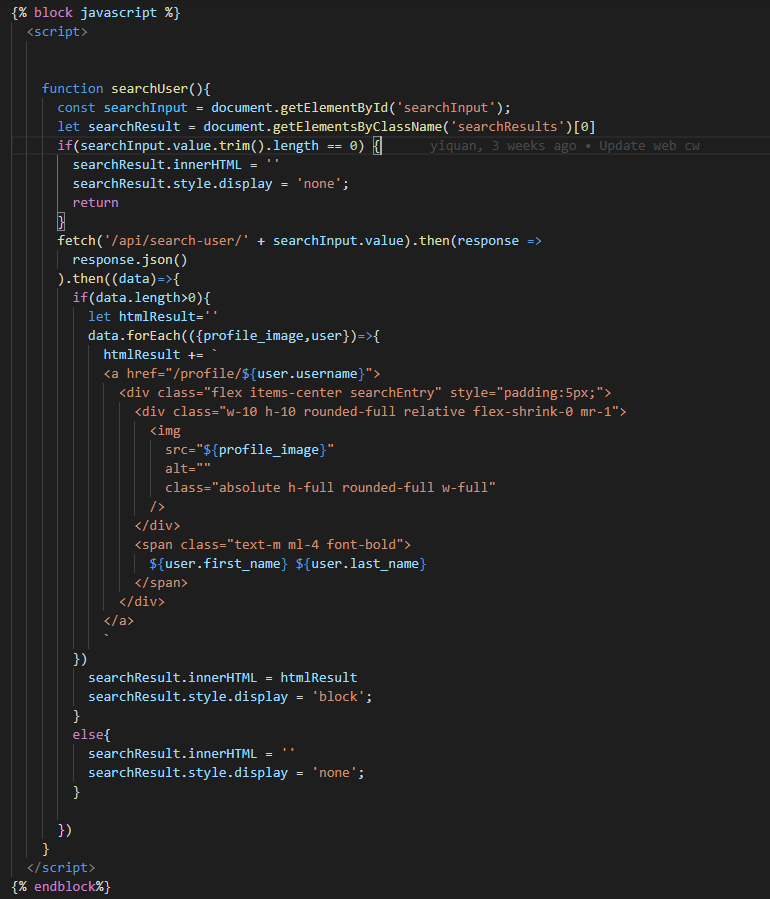 {% block javascript %}
<script>
function searchUser(){
const searchInput = document.getElementById('searchInput');
let searchResult = document.getElementsByClassName('searchResults')[0]
if(searchInput.value.trim().length == 0) { yiquan, 3 weeks ago • Update web cw
searchResult.innerHTML = ''
searchResult.style.display = 'none';
return
}
fetch('/api/search-user/' + searchInput.value).then(response =>
response.json()
).then((data)=>{
if(data.length>0){
let htmlResult=''
data.forEach(({profile_image,user})=>{
htmlResult += `
<a href="/profile/${user.username}">
<div class="flex items-center searchEntry" style="padding:5px;">
<div class="w-10 h-10 rounded-full relative flex-shrink-0 mr-1">
<img
src="${profile_image}"
alt=""
class="absolute h-full rounded-full w-full"
/>
</div>
<span class="text-m ml-4 font-bold">
${user.first_name} ${user.last_name}
</span>
</div>
</a>
`
})
searchResult.innerHTML = htmlResult
searchResult.style.display = 'block';
}
else{
searchResult.innerHTML = ''
searchResult.style.display = 'none';
}
})
}
</script>
{% endblock%}